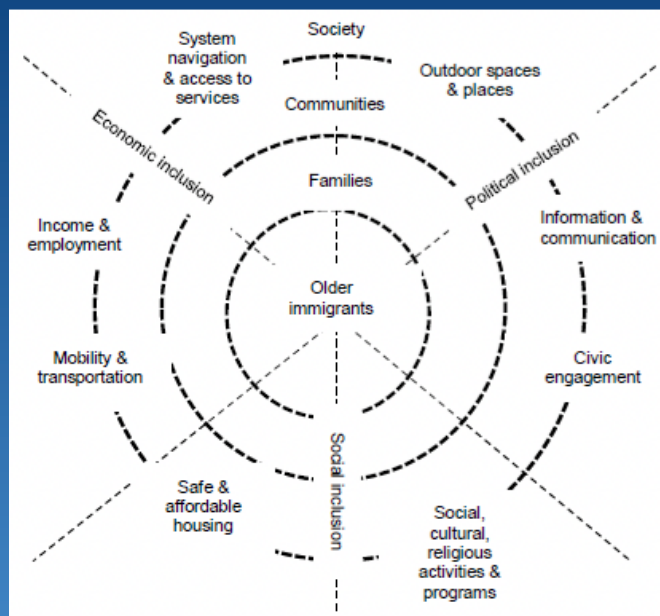 Society
System
navigation
& access to
services
Outdoor spaces
& places
Communities
Economic inclusion
Political inclusion
Families
Income &
employment
Information &
communication
Older
immigrants
Mobility &
transportation
Civic
engagement
Social inclusion
Safe &
affordable
housing
Social,
cultural,
religious
activities &
programs